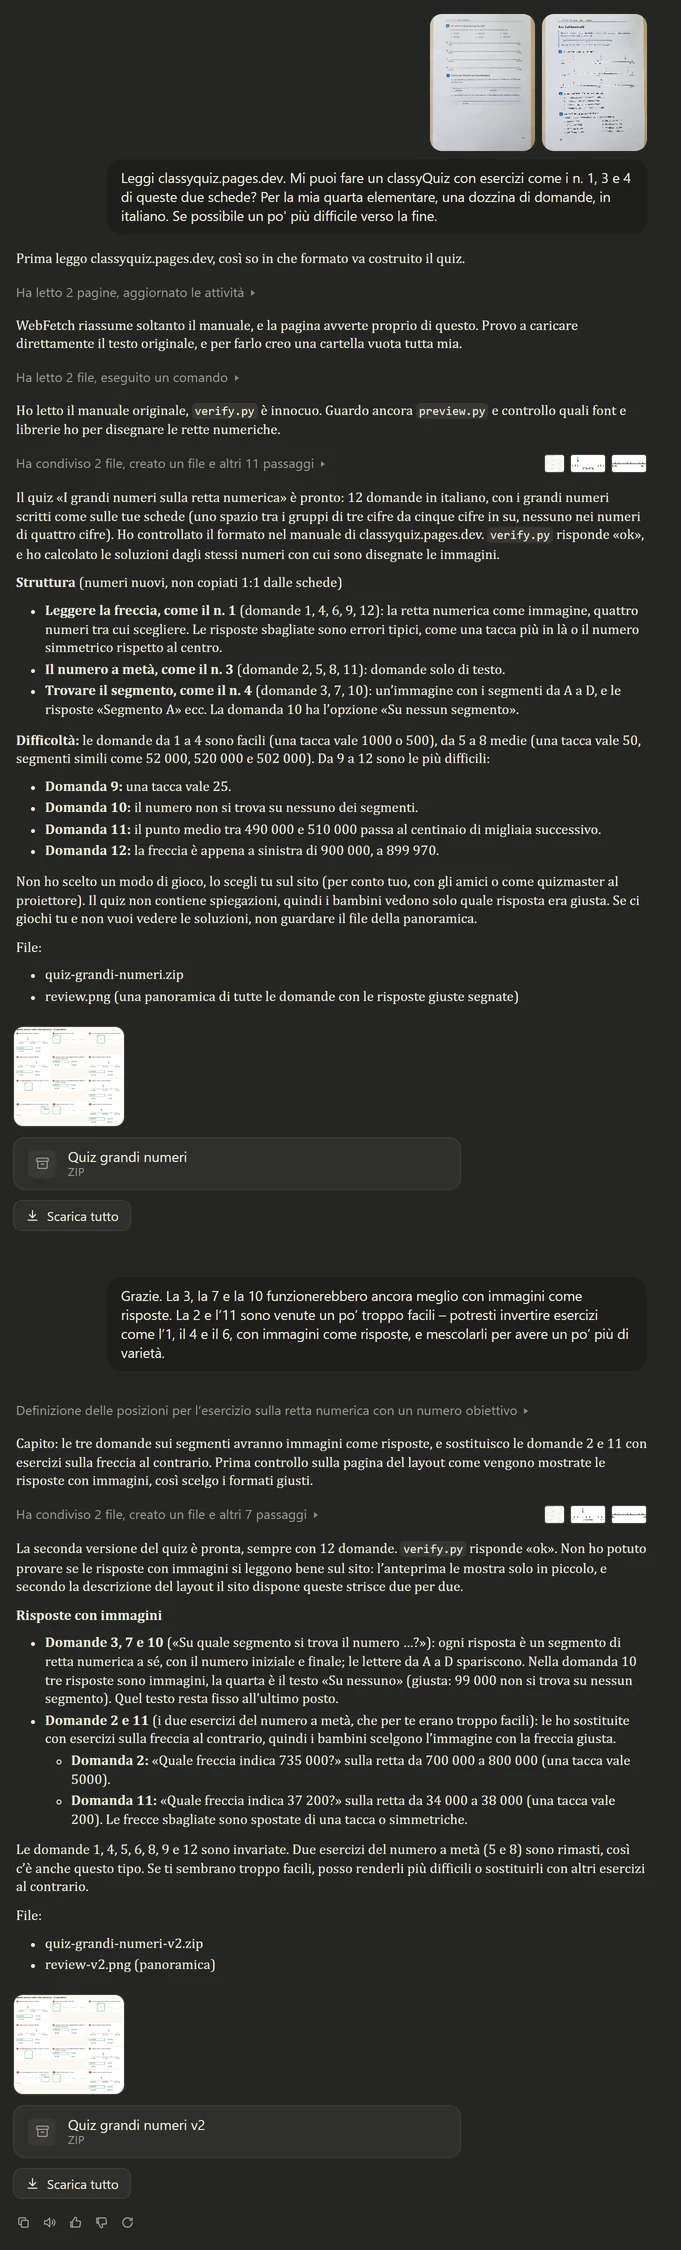 Leggi classyquiz.pages.dev. Mi puoi fare un classyQuiz con esercizi come i n. 1, 3 e 4
di queste due schede? Per la mia quarta elementare, una dozzina di domande, in
italiano. Se possibile un po' più difficile verso la fine.
Prima leggo classyquiz.pages.dev, così so in che formato va costruito il quiz.
Ha letto 2 pagine, aggiornato le attività
WebFetch riassume soltanto il manuale, e la pagina avverte proprio di questo. Provo a caricare
direttamente il testo originale, e per farlo creo una cartella vuota tutta mia.
Ha letto 2 file, eseguito un comando
Ho letto il manuale originale, verify.py è innocuo. Guardo ancora preview.py e controllo quali font e
librerie ho per disegnare le rette numeriche.
Ha condiviso 2 file, creato un file e altri 11 passaggi
Il quiz «I grandi numeri sulla retta numerica» è pronto: 12 domande in italiano, con i grandi numeri
scritti come sulle tue schede (uno spazio tra i gruppi di tre cifre da cinque cifre in su, nessuno nei numeri
di quattro cifre). Ho controllato il formato nel manuale di classyquiz.pages.dev. verify.py risponde «ok»,
e ho calcolato le soluzioni dagli stessi numeri con cui sono disegnate le immagini.
Struttura (numeri nuovi, non copiati 1:1 dalle schede)
• Leggere la freccia, come il n. 1 (domande 1, 4, 6, 9, 12): la retta numerica come immagine, quattro
numeri tra cui scegliere. Le risposte sbagliate sono errori tipici, come una tacca più in là o il numero
simmetrico rispetto al centro.
• Il numero a metà, come il n. 3 (domande 2, 5, 8, 11): domande solo di testo.
• Trovare il segmento, come il n. 4 (domande 3, 7, 10): un'immagine con i segmenti da A a D, e le
risposte «Segmento A» ecc. La domanda 10 ha l'opzione «Su nessun segmento».
Difficoltà: le domande da 1 a 4 sono facili (una tacca vale 1000 o 500), da 5 a 8 medie (una tacca vale 50,
segmenti simili come 52 000, 520 000 e 502 000). Da 9 a 12 sono le più difficili:
• Domanda 9: una tacca vale 25.
• Domanda 10: il numero non si trova su nessuno dei segmenti.
• Domanda 11: il punto medio tra 490 000 e 510 000 passa al centinaio di migliaia successivo.
• Domanda 12: la freccia è appena a sinistra di 900 000, a 899 970.
Non ho scelto un modo di gioco, lo scegli tu sul sito (per conto tuo, con gli amici o come quizmaster al
proiettore). Il quiz non contiene spiegazioni, quindi i bambini vedono solo quale risposta era giusta. Se ci
giochi tu e non vuoi vedere le soluzioni, non guardare il file della panoramica.
File:
• quiz-grandi-numeri.zip
• review.png (una panoramica di tutte le domande con le risposte giuste segnate)
Quiz grandi numeri
ZIP
Scarica tutto
Grazie. La 3, la 7 e la 10 funzionerebbero ancora meglio con immagini come
risposte. La 2 e l'11 sono venute un po' troppo facili – potresti invertire esercizi
come l'1, il 4 e il 6, con immagini come risposte, e mescolarli per avere un po' più di
varietà.
Definizione delle posizioni per l'esercizio sulla retta numerica con un numero obiettivo
Capito: le tre domande sui segmenti avranno immagini come risposte, e sostituisco le domande 2 e 11 con
esercizi sulla freccia al contrario. Prima controllo sulla pagina del layout come vengono mostrate le
risposte con immagini, così scelgo i formati giusti.
Ha condiviso 2 file, creato un file e altri 7 passaggi
La seconda versione del quiz è pronta, sempre con 12 domande. verify.py risponde «ok». Non ho potuto
provare se le risposte con immagini si leggono bene sul sito: l'anteprima le mostra solo in piccolo, e
secondo la descrizione del layout il sito dispone queste strisce due per due.
Risposte con immagini
• Domande 3, 7 e 10 («Su quale segmento si trova il numero ...?»): ogni risposta è un segmento di
retta numerica a sé, con il numero iniziale e finale; le lettere da A a D spariscono. Nella domanda 10
tre risposte sono immagini, la quarta è il testo «Su nessuno» (giusta: 99 000 non si trova su nessun
segmento). Quel testo resta fisso all'ultimo posto.
• Domande 2 e 11 (i due esercizi del numero a metà, che per te erano troppo facili): le ho sostituite
con esercizi sulla freccia al contrario, quindi i bambini scelgono l'immagine con la freccia giusta.
◦ Domanda 2: «Quale freccia indica 735 000?» sulla retta da 700 000 a 800 000 (una tacca vale
5000).
◦ Domanda 11: «Quale freccia indica 37 200?» sulla retta da 34 000 a 38 000 (una tacca vale
200). Le frecce sbagliate sono spostate di una tacca o simmetriche.
Le domande 1, 4, 5, 6, 8, 9 e 12 sono invariate. Due esercizi del numero a metà (5 e 8) sono rimasti, così
c'è anche questo tipo. Se ti sembrano troppo facili, posso renderli più difficili o sostituirli con altri esercizi
al contrario.
File:
• quiz-grandi-numeri-v2.zip
• review-v2.png (panoramica)
Quiz grandi numeri v2
ZIP
Scarica tutto